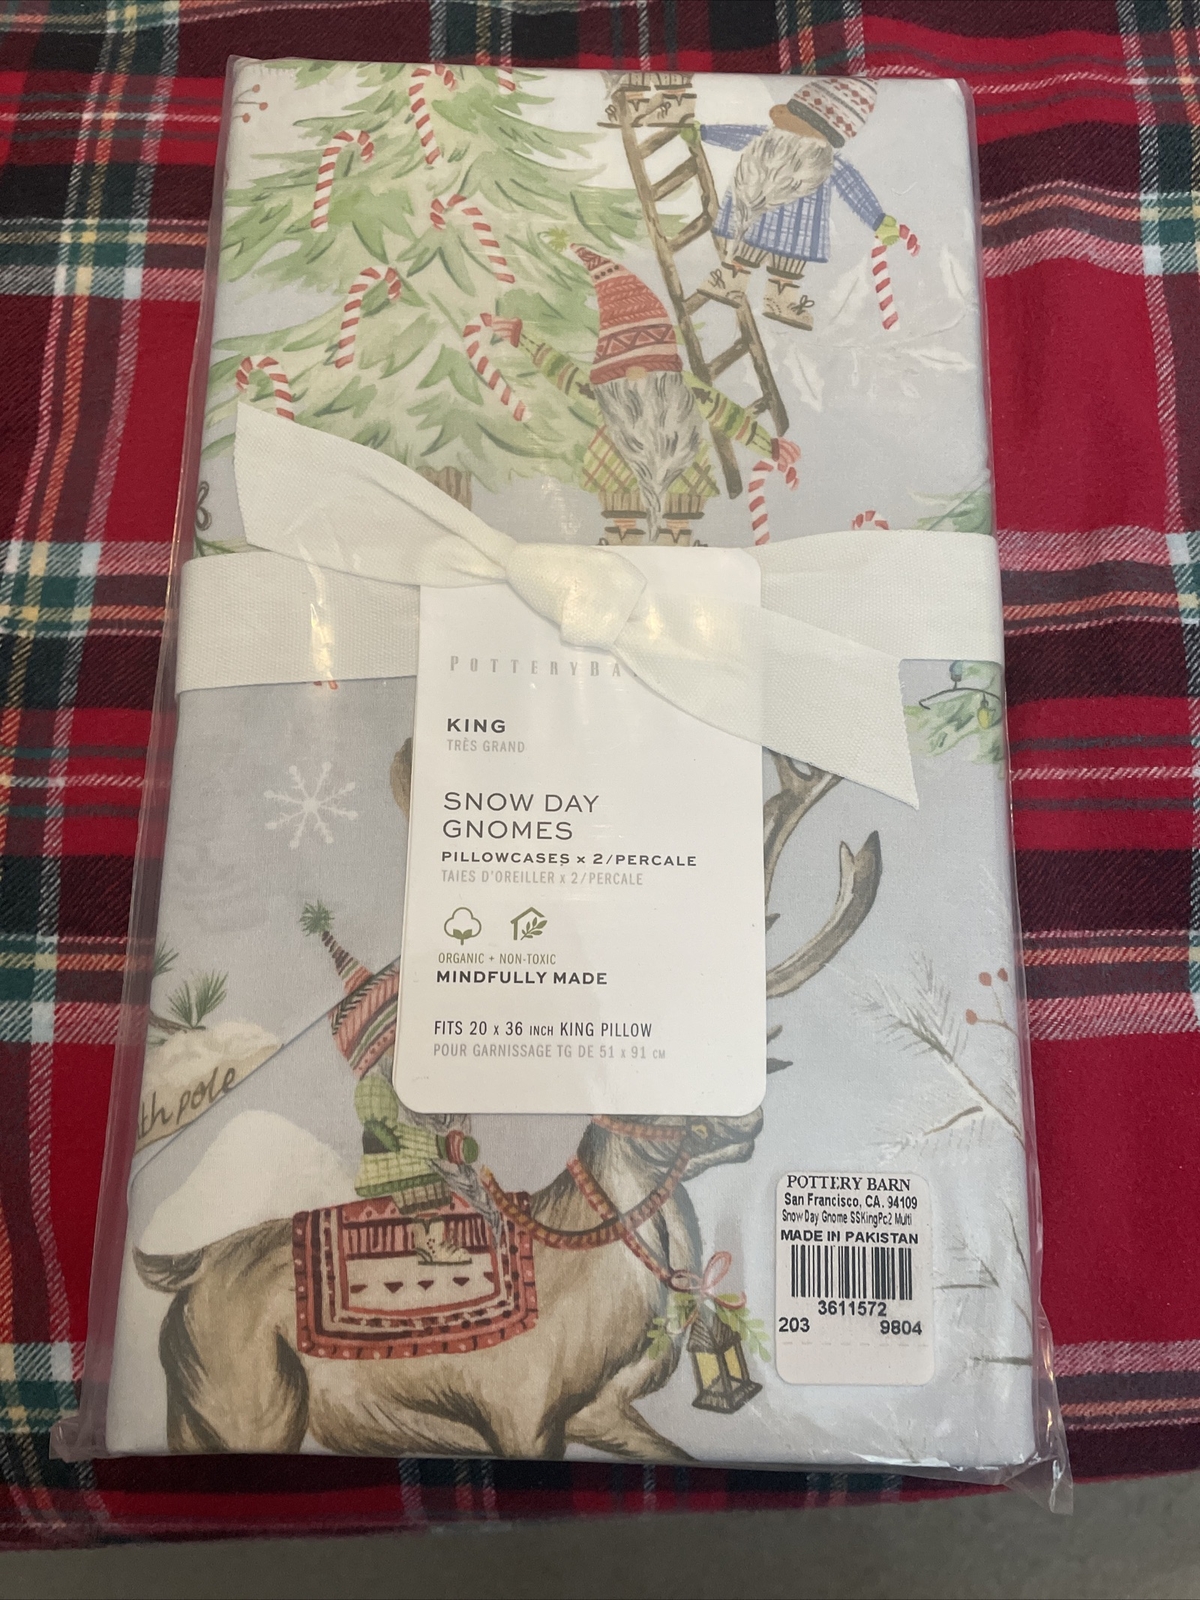 POTTERYBA
KING
TRÈS GRAND
SNOW DAY
GNOMES
PILLOWCASES × 2/PERCALE
TAIES D'OREILLER x 2/PERCALE
ORGANIC + NON-TOXIC
MINDFULLY MADE
FITS 20 x 36 INCH KING PILLOW
POUR GARNISSAGE TG DE 51 x 91 CM
th pole
POTTERY BARN
San Francisco, CA. 94109
Snow Day Gnome SSKingPc2 Multi
MADE IN PAKISTAN
3611572
203 9804